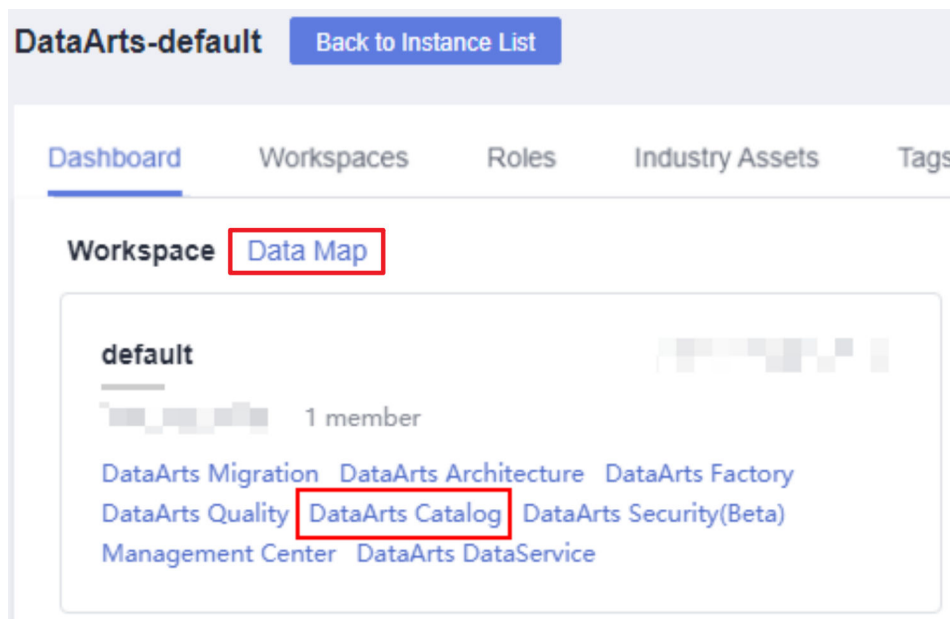 DataArts-default Back to Instance List
Dashboard Workspaces Roles Industry Assets Tags
Workspace Data Map
default
1 member
DataArts Migration DataArts Architecture DataArts Factory
DataArts Quality DataArts Catalog DataArts Security(Beta)
Management Center DataArts DataService